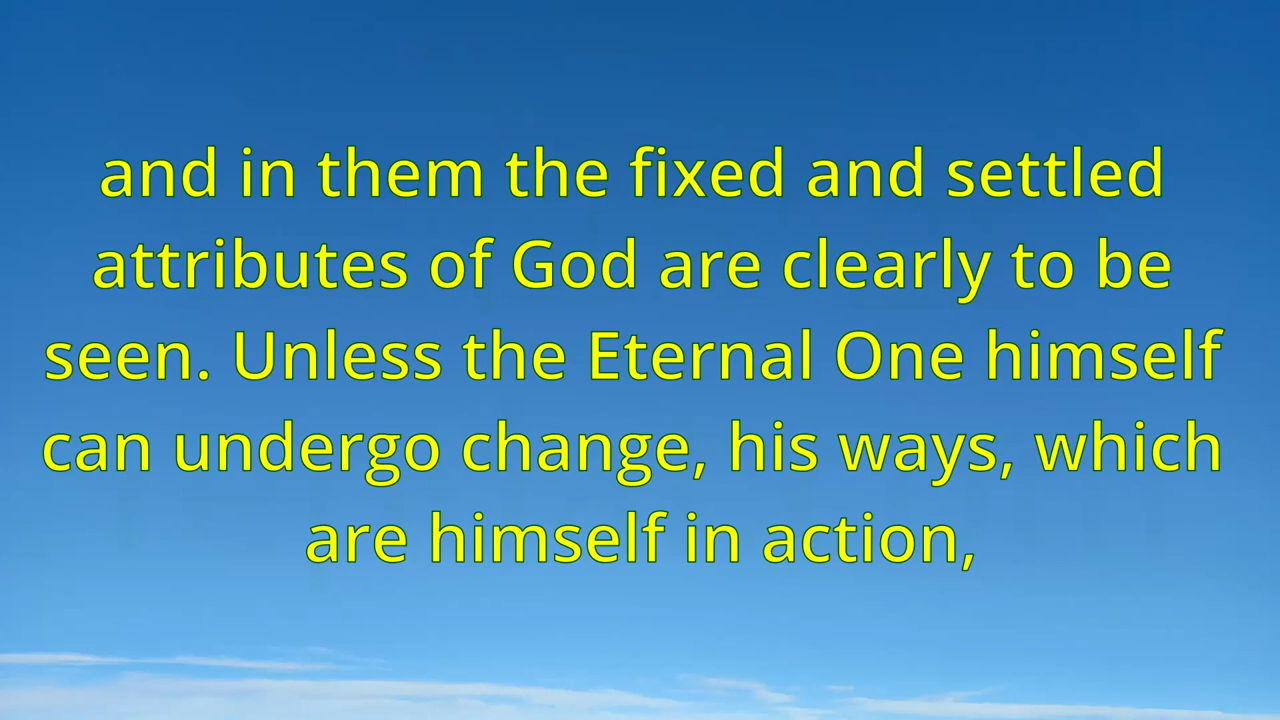 and in them the fixed and settled
attributes of God are clearly to be
seen. Unless the Eternal One himself
can undergo change, his ways, which
are himself in action,